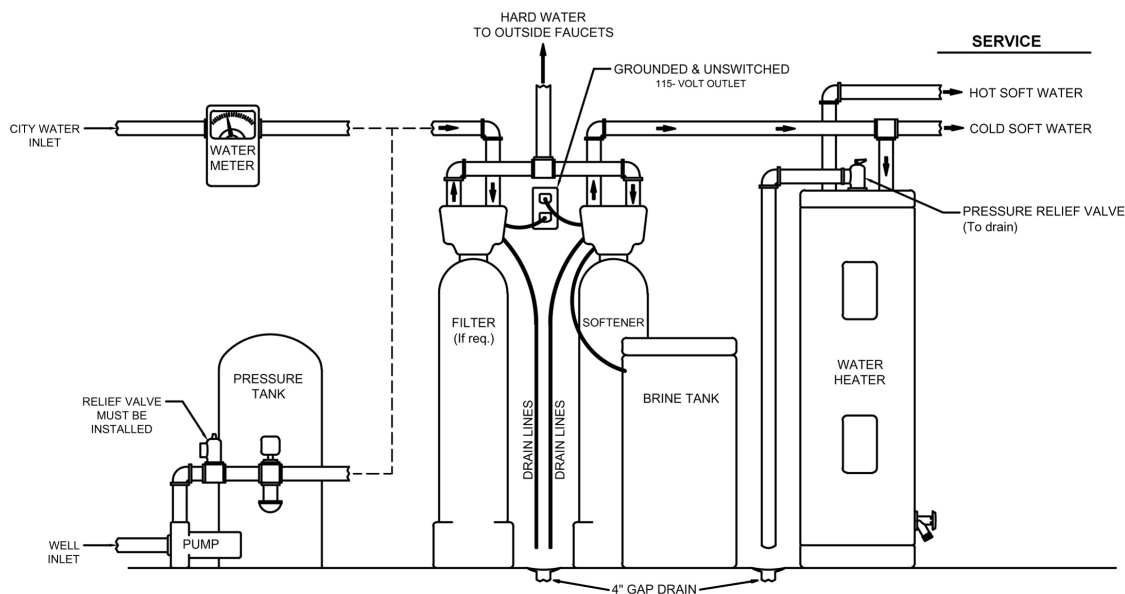 HARD WATER
TO OUTSIDE FAUCETS
SERVICE
GROUNDED & UNSWITCHED
115- VOLT OUTLET
HOT SOFT WATER
CITY WATER
INLET
WATER
METER
COLD SOFT WATER
PRESSURE RELIEF VALVE
(To drain)
FILTER
(If req.)
SOFTENER
WATER
HEATER
PRESSURE
TANK
RELIEF VALVE
MUST BE
INSTALLED
BRINE TANK
DRAIN LINES
DRAIN LINES
PUMP
WELL
INLET
4" GAP DRAIN